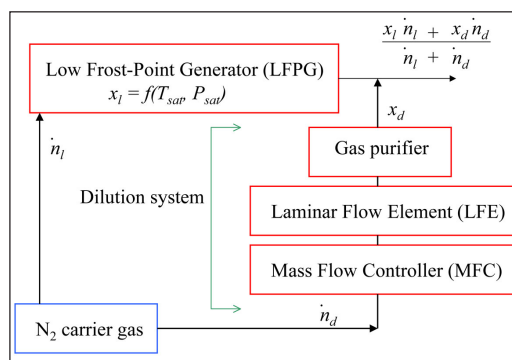 Low Frost-Point Generator (LFPG)
x_l = f(T_sat, P_sat)
(x_l ṅ_l + x_d ṅ_d) / (ṅ_l + ṅ_d)
x_d
ṅ_l
Gas purifier
Dilution system
Laminar Flow Element (LFE)
Mass Flow Controller (MFC)
N₂ carrier gas
ṅ_d